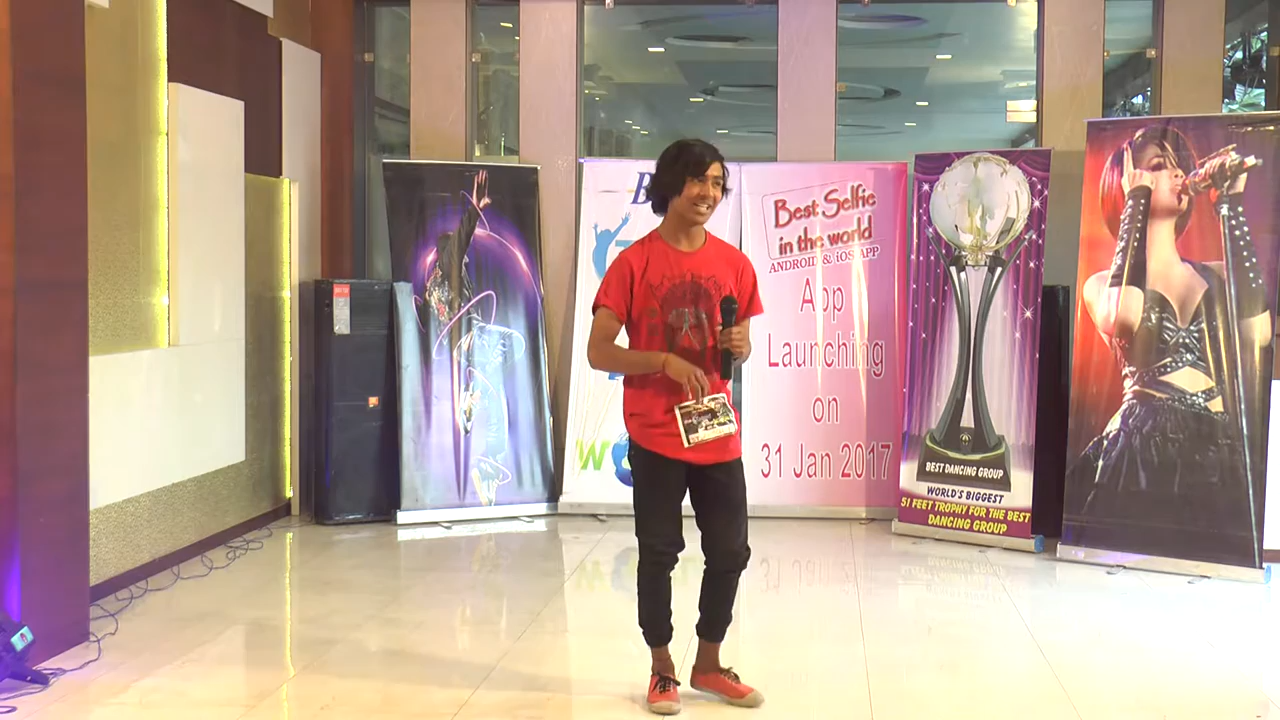 B
W
Best Selfie
in the world
ANDROID & iOS APP
App
Launching
on
31 Jan 2017
BEST DANCING GROUP
WORLD'S BIGGEST
51 FEET TROPHY FOR THE BEST
DANCING GROUP